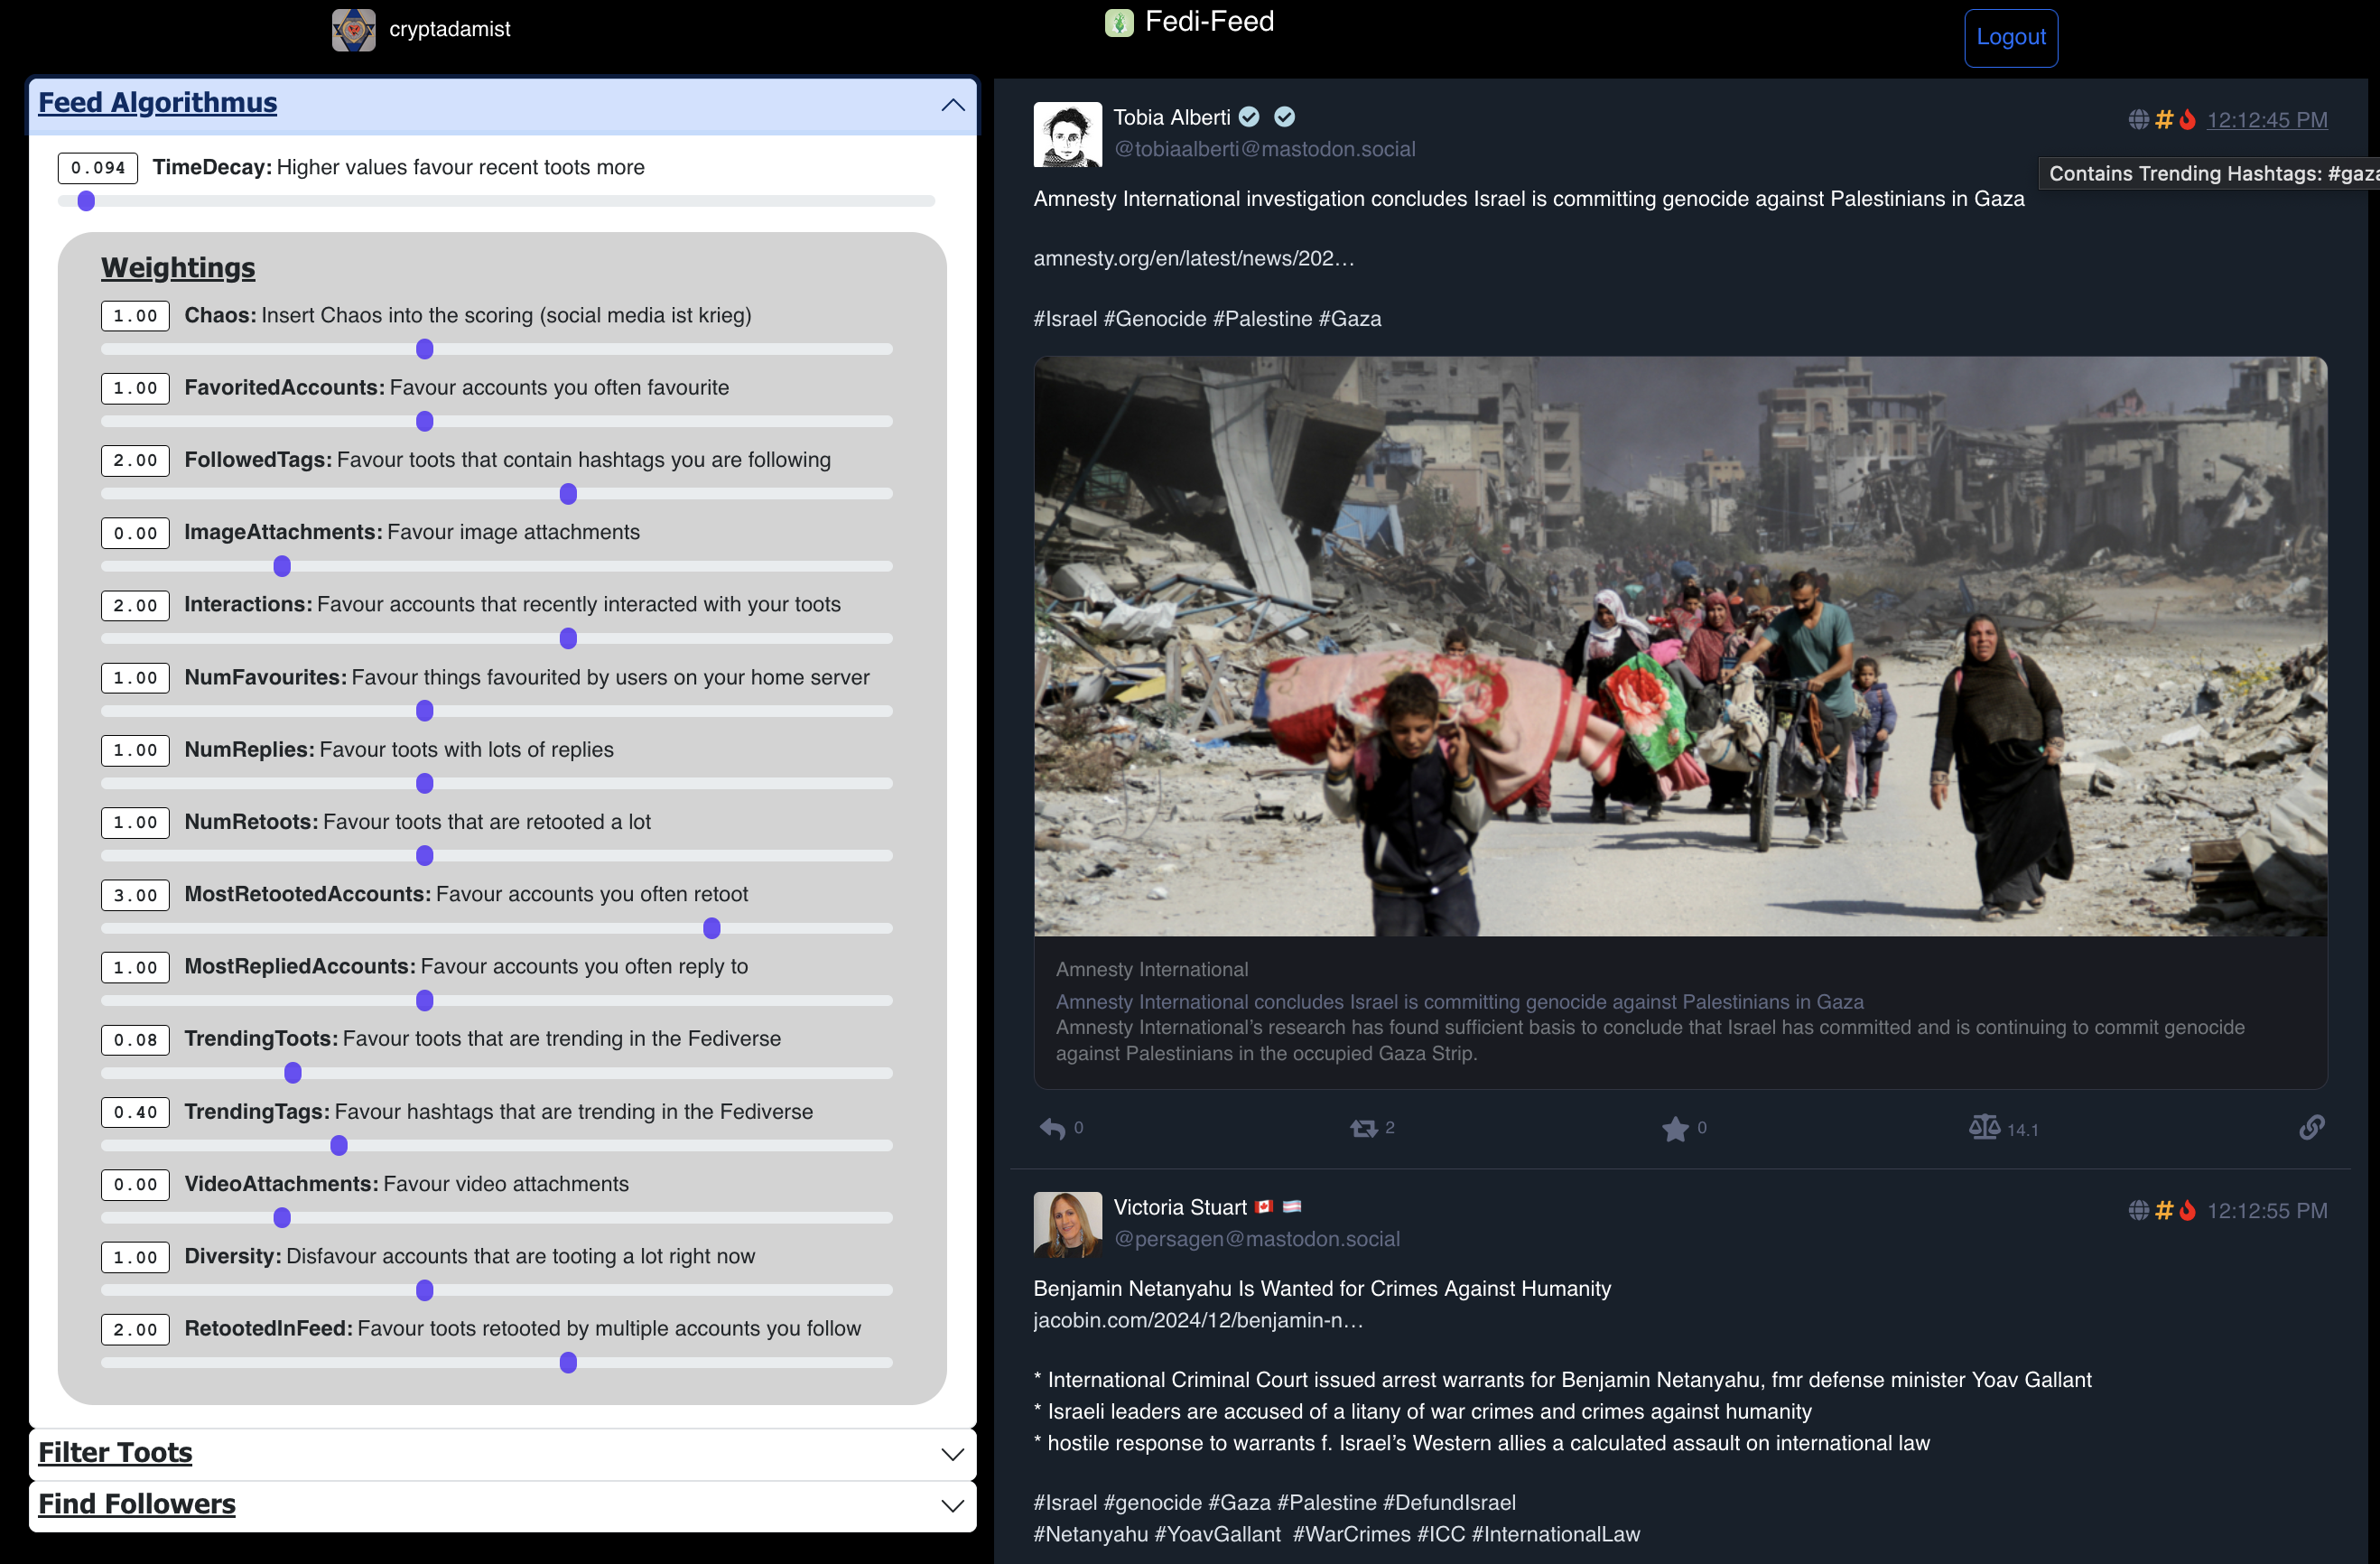 cryptadamist
Fedi-Feed
Logout
Feed Algorithmus
0.094 TimeDecay: Higher values favour recent toots more
Weightings
1.00 Chaos: Insert Chaos into the scoring (social media ist krieg)
1.00 FavoritedAccounts: Favour accounts you often favourite
2.00 FollowedTags: Favour toots that contain hashtags you are following
0.00 ImageAttachments: Favour image attachments
2.00 Interactions: Favour accounts that recently interacted with your toots
1.00 NumFavourites: Favour things favourited by users on your home server
1.00 NumReplies: Favour toots with lots of replies
1.00 NumRetoots: Favour toots that are retooted a lot
3.00 MostRetootedAccounts: Favour accounts you often retoot
1.00 MostRepliedAccounts: Favour accounts you often reply to
0.08 TrendingToots: Favour toots that are trending in the Fediverse
0.40 TrendingTags: Favour hashtags that are trending in the Fediverse
0.00 VideoAttachments: Favour video attachments
1.00 Diversity: Disfavour accounts that are tooting a lot right now
2.00 RetootedInFeed: Favour toots retooted by multiple accounts you follow
Filter Toots
Find Followers
Tobia Alberti
# 12:12:45 PM
@tobiaalberti@mastodon.social
Contains Trending Hashtags: #gaza
Amnesty International investigation concludes Israel is committing genocide against Palestinians in Gaza
amnesty.org/en/latest/news/202…
#Israel #Genocide #Palestine #Gaza
Amnesty International
Amnesty International concludes Israel is committing genocide against Palestinians in Gaza
Amnesty International’s research has found sufficient basis to conclude that Israel has committed and is continuing to commit genocide
against Palestinians in the occupied Gaza Strip.
0 2 0 14.1
Victoria Stuart 🇨🇦 🏳️‍⚧️
# 12:12:55 PM
@persagen@mastodon.social
Benjamin Netanyahu Is Wanted for Crimes Against Humanity
jacobin.com/2024/12/benjamin-n…
* International Criminal Court issued arrest warrants for Benjamin Netanyahu, fmr defense minister Yoav Gallant
* Israeli leaders are accused of a litany of war crimes and crimes against humanity
* hostile response to warrants f. Israel’s Western allies a calculated assault on international law
#Israel #genocide #Gaza #Palestine #DefundIsrael
#Netanyahu #YoavGallant #WarCrimes #ICC #InternationalLaw